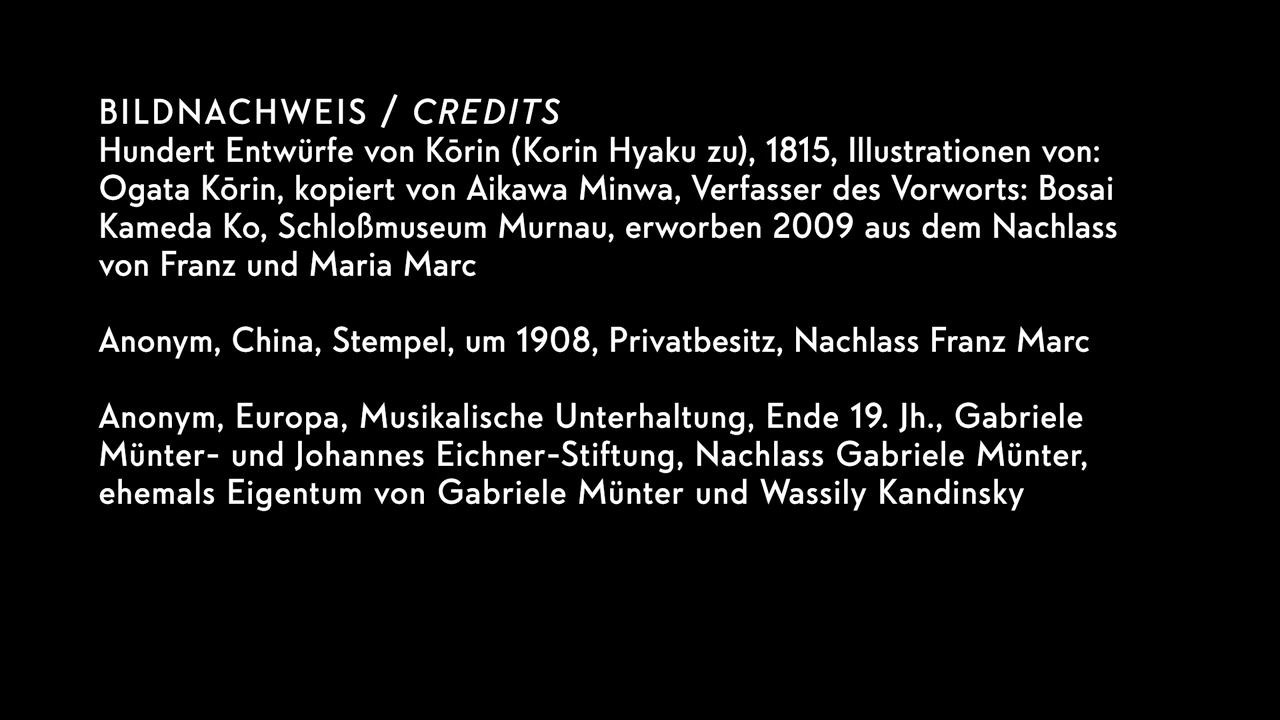 BILDNACHWEIS / CREDITS
Hundert Entwürfe von Kōrin (Korin Hyaku zu), 1815, Illustrationen von:
Ogata Kōrin, kopiert von Aikawa Minwa, Verfasser des Vorworts: Bosai
Kameda Ko, Schloßmuseum Murnau, erworben 2009 aus dem Nachlass
von Franz und Maria Marc
Anonym, China, Stempel, um 1908, Privatbesitz, Nachlass Franz Marc
Anonym, Europa, Musikalische Unterhaltung, Ende 19. Jh., Gabriele
Münter- und Johannes Eichner-Stiftung, Nachlass Gabriele Münter,
ehemals Eigentum von Gabriele Münter und Wassily Kandinsky